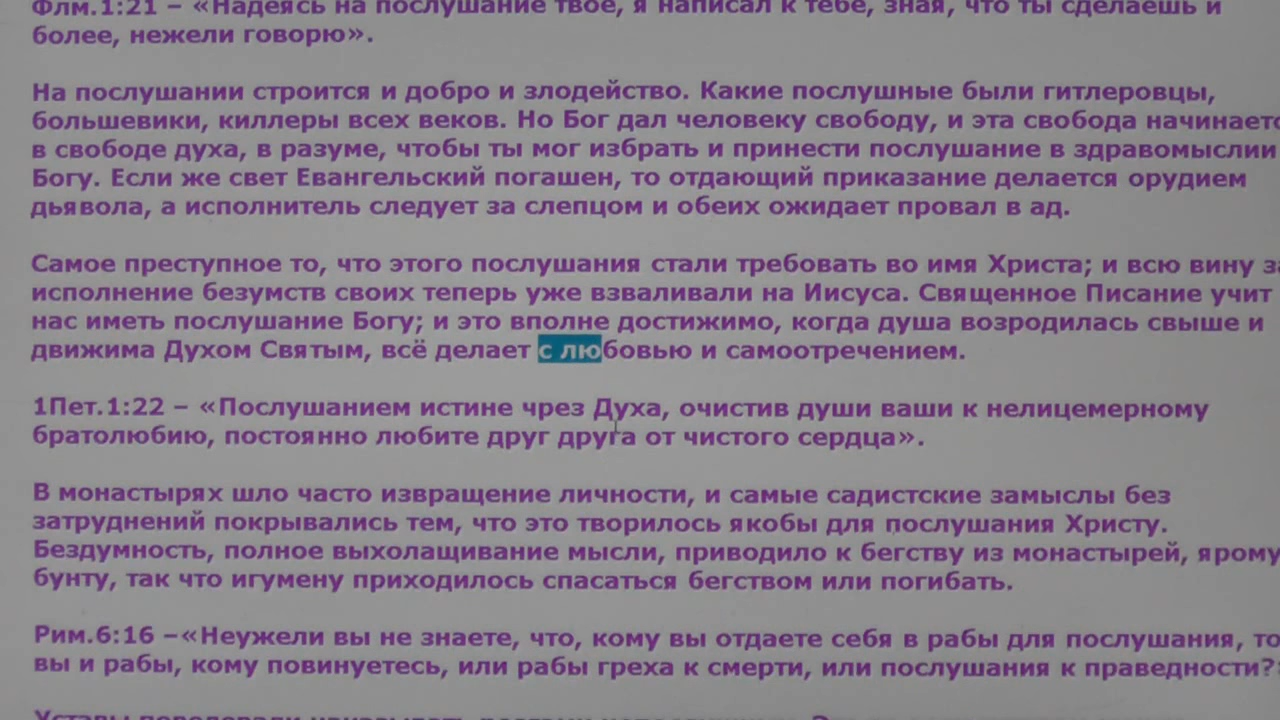 Флм.1:21 – «Надеясь на послушание твоё, я написал к тебе, зная, что ты сделаешь и
более, нежели говорю».
На послушании строится и добро и злодейство. Какие послушные были гитлеровцы,
большевики, киллеры всех веков. Но Бог дал человеку свободу, и эта свобода начинаетс
в свободе духа, в разуме, чтобы ты мог избрать и принести послушание в здравомыслии
Богу. Если же свет Евангельский погашен, то отдающий приказание делается орудием
дьявола, а исполнитель следует за слепцом и обеих ожидает провал в ад.
Самое преступное то, что этого послушания стали требовать во имя Христа; и всю вину за
исполнение безумств своих теперь уже взваливали на Иисуса. Священное Писание учит
нас иметь послушание Богу; и это вполне достижимо, когда душа возродилась свыше и
движима Духом Святым, всё делает с любовью и самоотречением.
1Пет.1:22 – «Послушанием истине чрез Духа, очистив души ваши к нелицемерному
братолюбию, постоянно любите друг друга от чистого сердца».
В монастырях шло часто извращение личности, и самые садистские замыслы без
затруднений покрывались тем, что это творилось якобы для послушания Христу.
Бездумность, полное выхолащивание мысли, приводило к бегству из монастырей, ярому
бунту, так что игумену приходилось спасаться бегством или погибать.
Рим.6:16 –«Неужели вы не знаете, что, кому вы отдаете себя в рабы для послушания, то
вы и рабы, кому повинуетесь, или рабы греха к смерти, или послушания к праведности?»